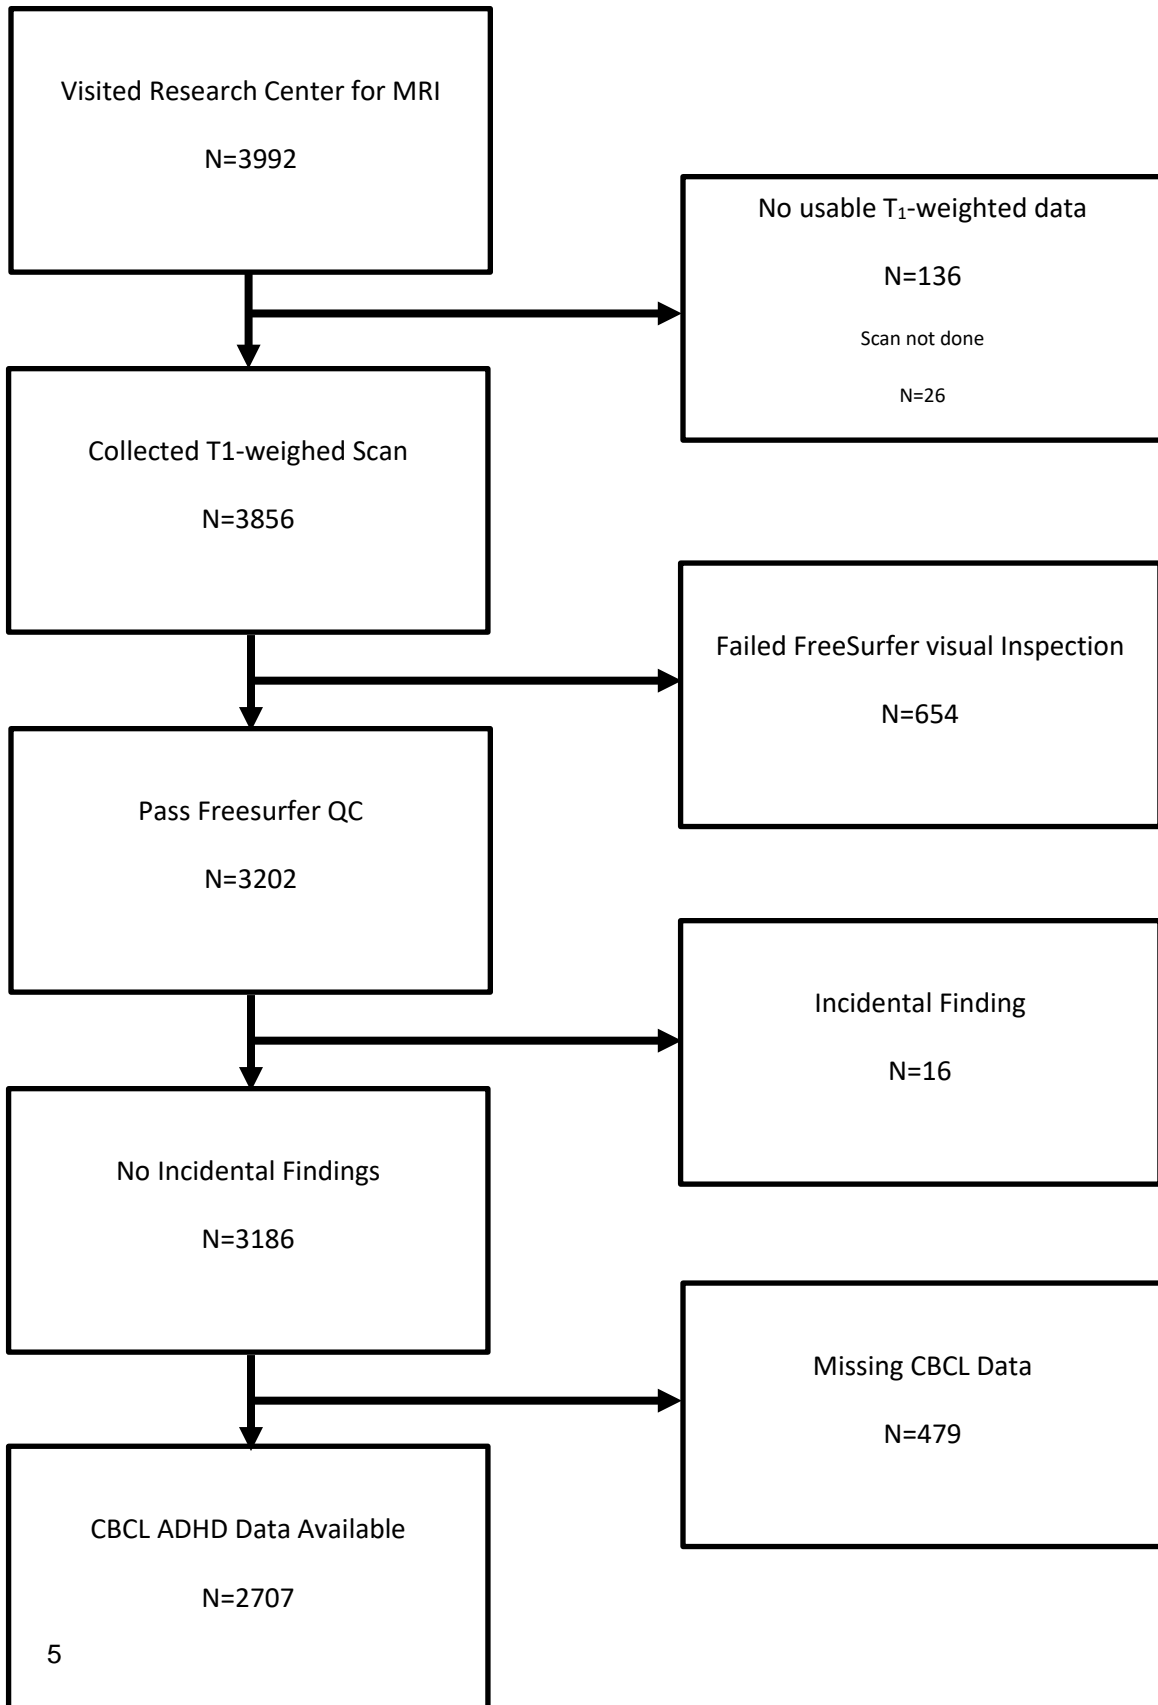 Visited Research Center for MRI
N=3992
No usable T₁-weighted data
N=136
Scan not done
N=26
Collected T1-weighed Scan
N=3856
Failed FreeSurfer visual Inspection
N=654
Pass Freesurfer QC
N=3202
Incidental Finding
N=16
No Incidental Findings
N=3186
Missing CBCL Data
N=479
CBCL ADHD Data Available
N=2707
5